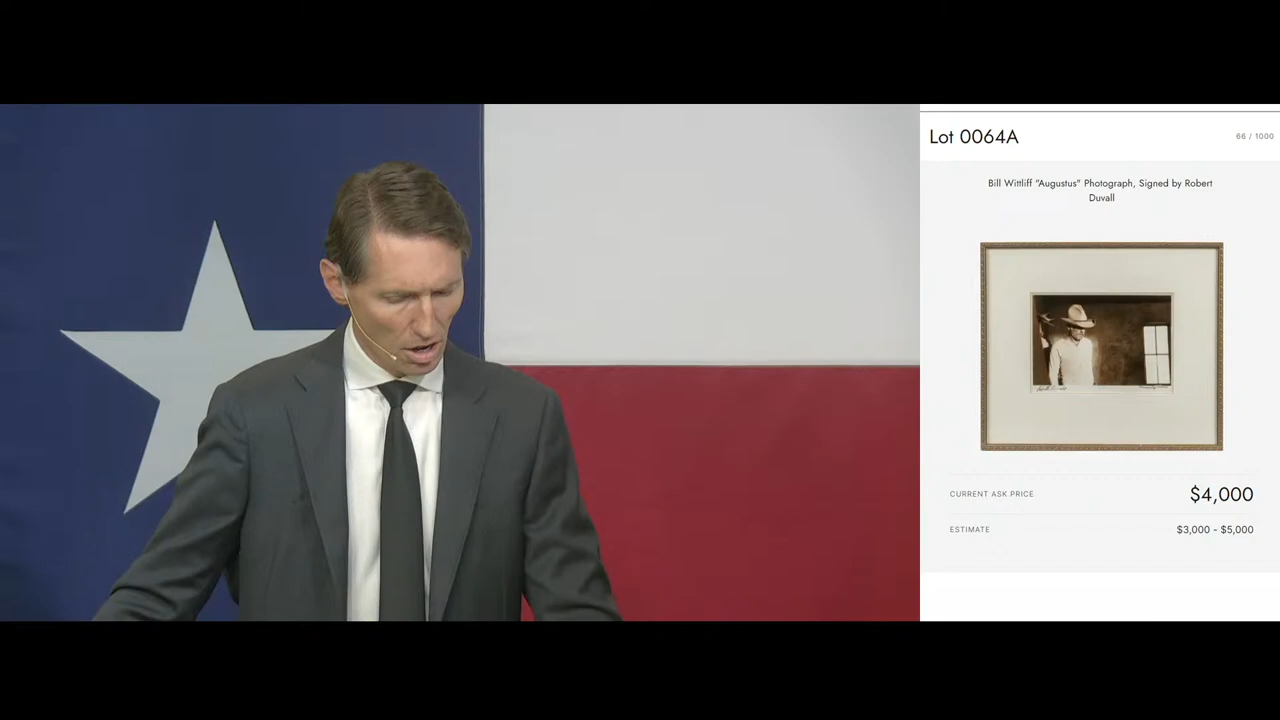 Lot 0064A
66 / 1000
Bill Wittliff "Augustus" Photograph, Signed by Robert
Duvall
CURRENT ASK PRICE
$4,000
ESTIMATE
$3,000 - $5,000